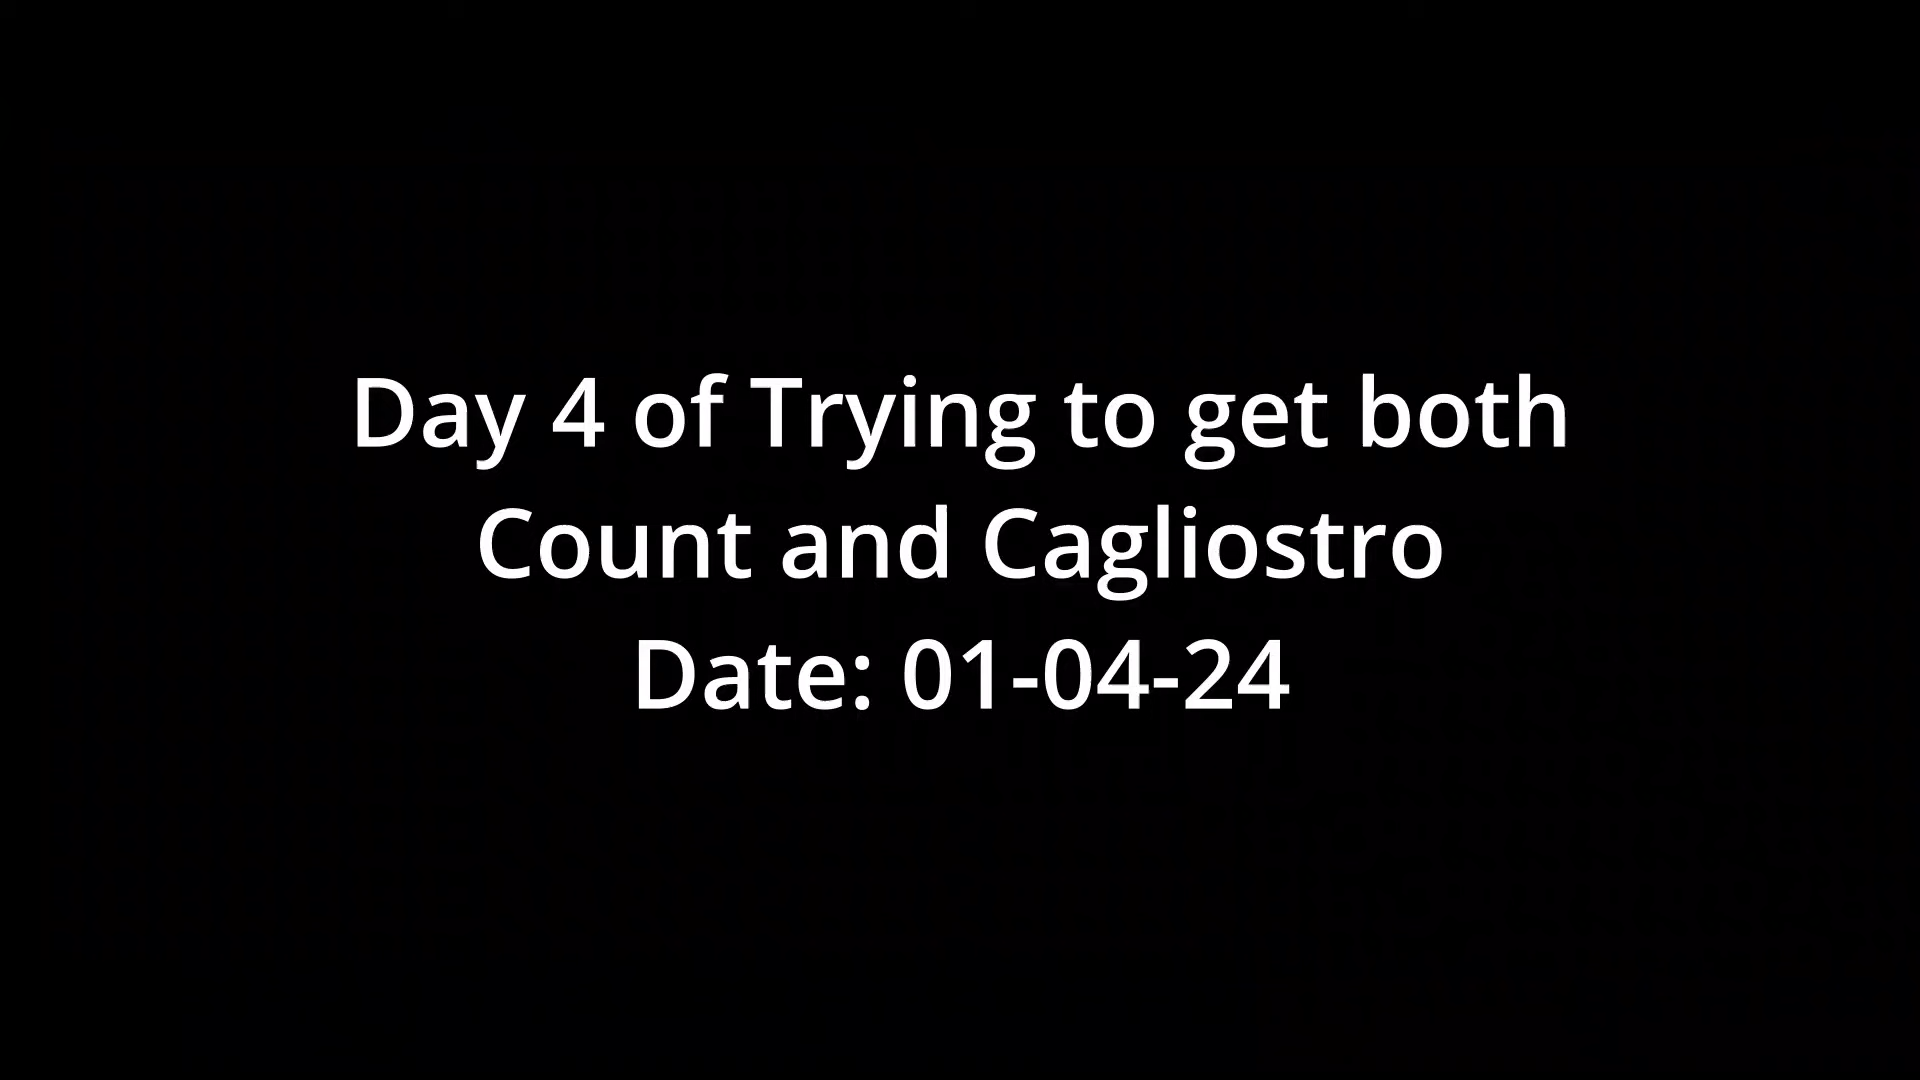 Day 4 of Trying to get both
Count and Cagliostro
Date: 01-04-24